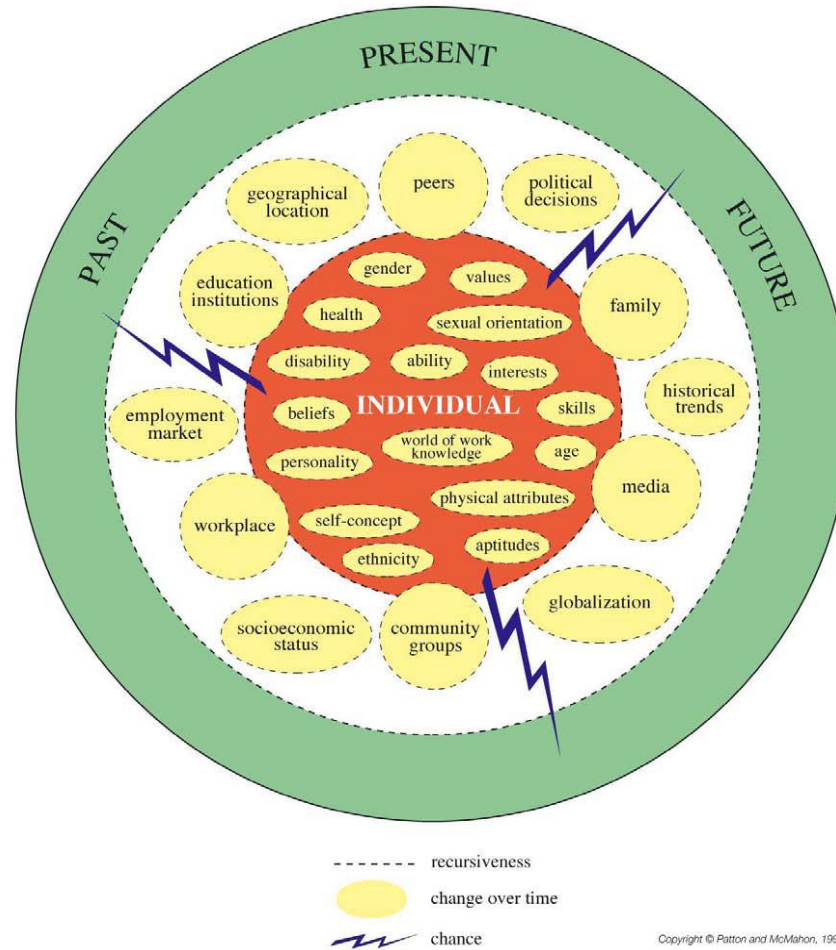 PRESENT
PAST
FUTURE
peers
political
decisions
geographical
location
education
institutions
family
historical
trends
employment
market
media
workplace
globalization
socioeconomic
status
community
groups
gender
values
health
sexual orientation
disability
ability
interests
beliefs
INDIVIDUAL
skills
world of work
knowledge
age
personality
physical attributes
self-concept
aptitudes
ethnicity
recursiveness
change over time
chance
Copyright © Patton and McMahon, 199